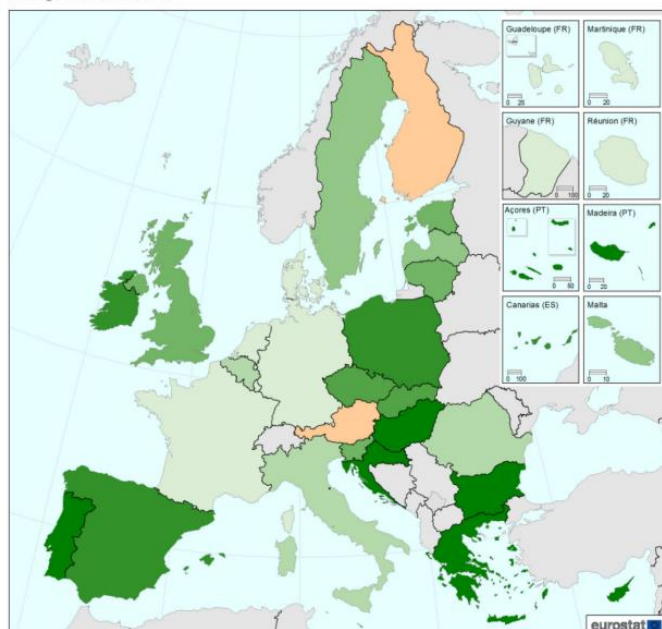 Guadeloupe (FR)
Martinique (FR)
0 25
0 20
Guyane (FR)
Réunion (FR)
0 100
0 20
Açores (PT)
Madeira (PT)
0 50
0 20
Canarias (ES)
Malta
0 100
0 10
eurostat